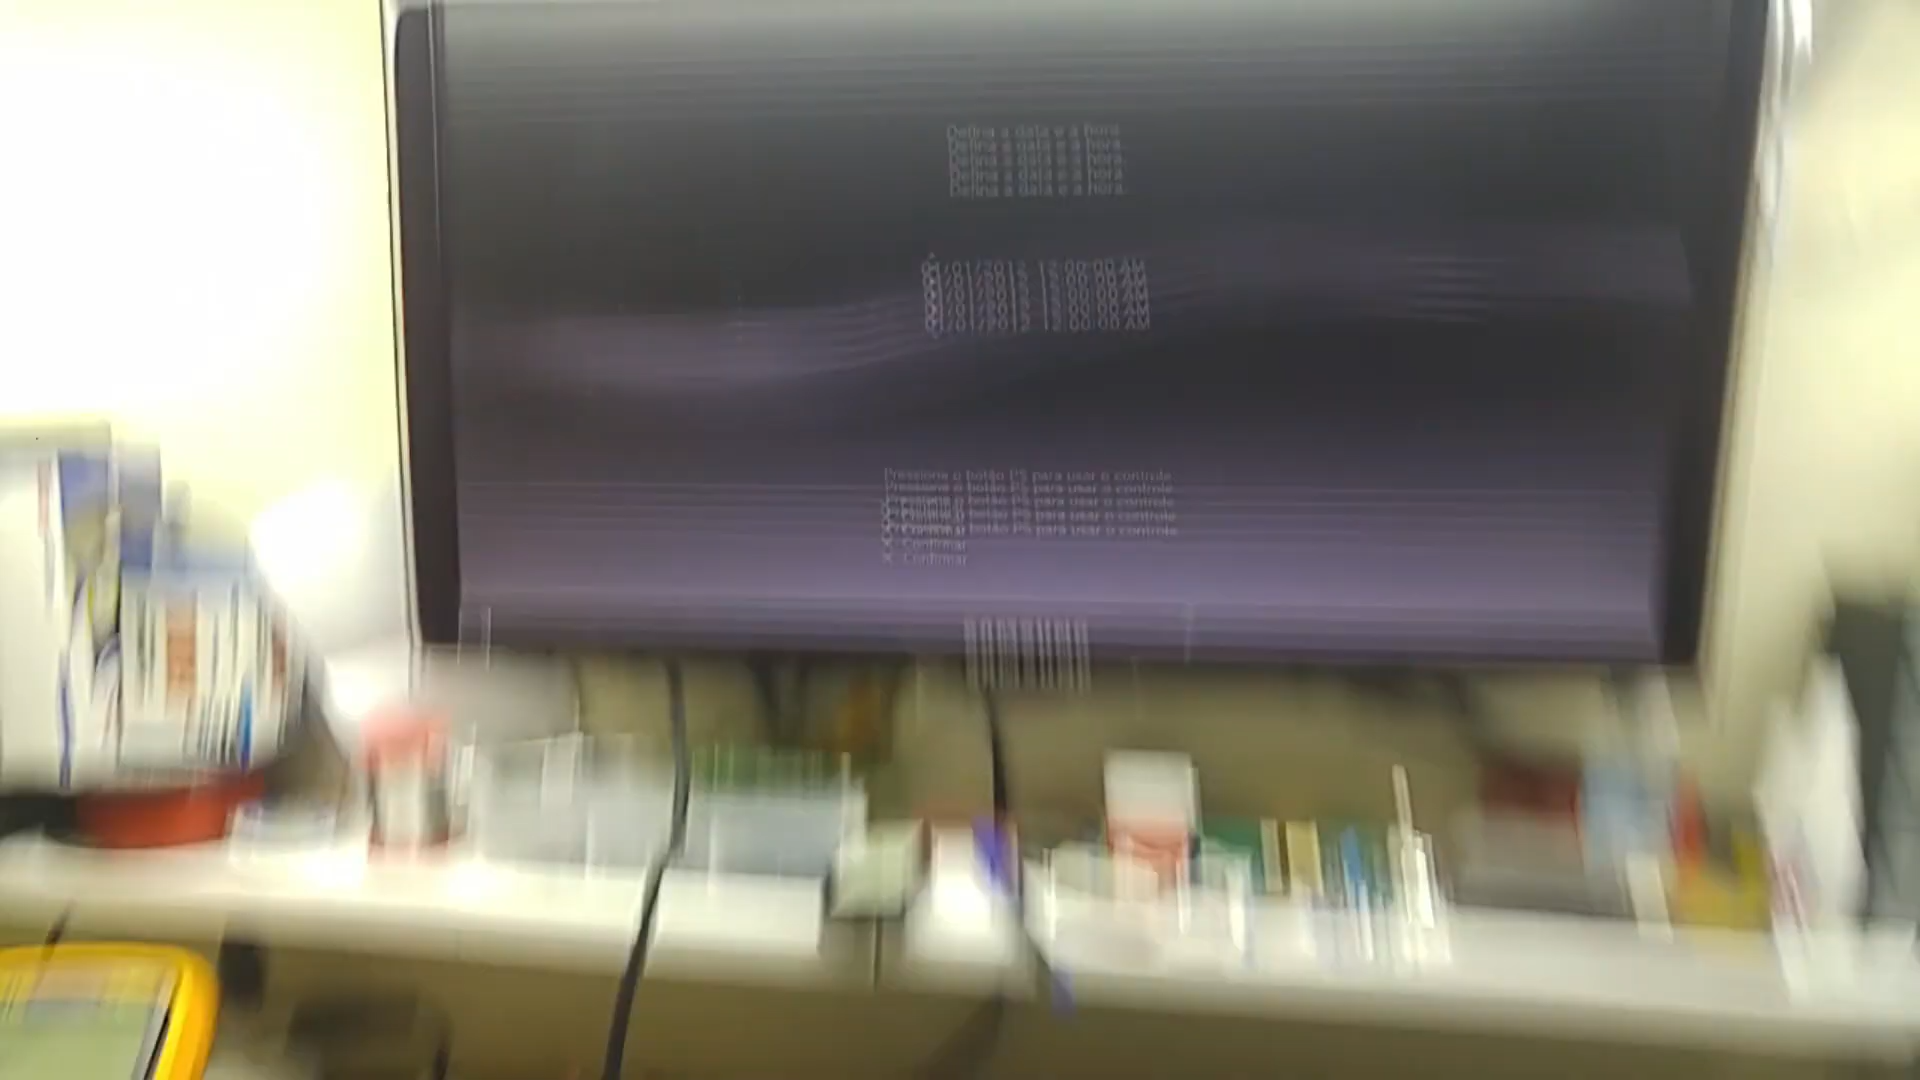 Defina a data e a hora.
01/01/2012 12:00:00 AM
Pressione o botão PS para usar o controle.
X: Confirmar